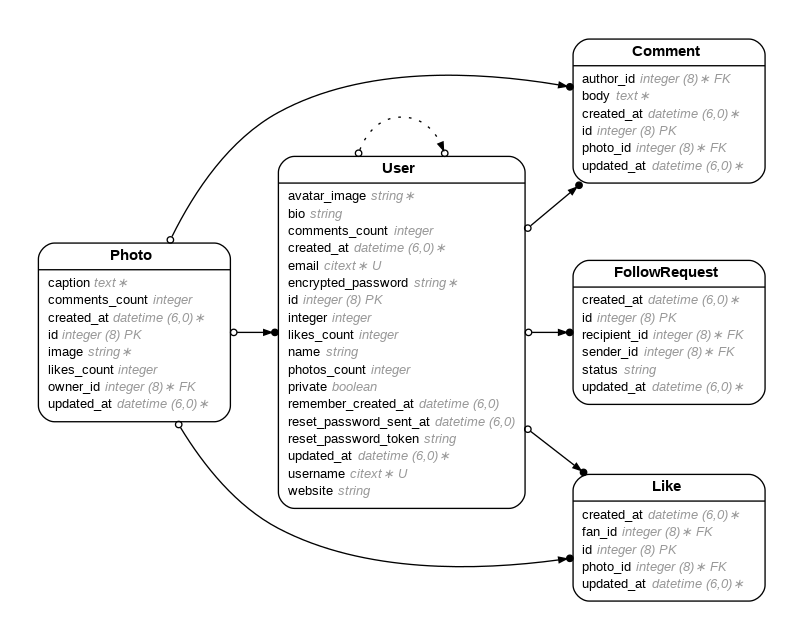 Comment
author_id integer (8)∗ FK
body text∗
created_at datetime (6,0)∗
id integer (8) PK
photo_id integer (8)∗ FK
updated_at datetime (6,0)∗
User
avatar_image string∗
bio string
comments_count integer
created_at datetime (6,0)∗
email citext∗ U
encrypted_password string∗
id integer (8) PK
integer integer
likes_count integer
name string
photos_count integer
private boolean
remember_created_at datetime (6,0)
reset_password_sent_at datetime (6,0)
reset_password_token string
updated_at datetime (6,0)∗
username citext∗ U
website string
Photo
caption text∗
comments_count integer
created_at datetime (6,0)∗
id integer (8) PK
image string∗
likes_count integer
owner_id integer (8)∗ FK
updated_at datetime (6,0)∗
FollowRequest
created_at datetime (6,0)∗
id integer (8) PK
recipient_id integer (8)∗ FK
sender_id integer (8)∗ FK
status string
updated_at datetime (6,0)∗
Like
created_at datetime (6,0)∗
fan_id integer (8)∗ FK
id integer (8) PK
photo_id integer (8)∗ FK
updated_at datetime (6,0)∗